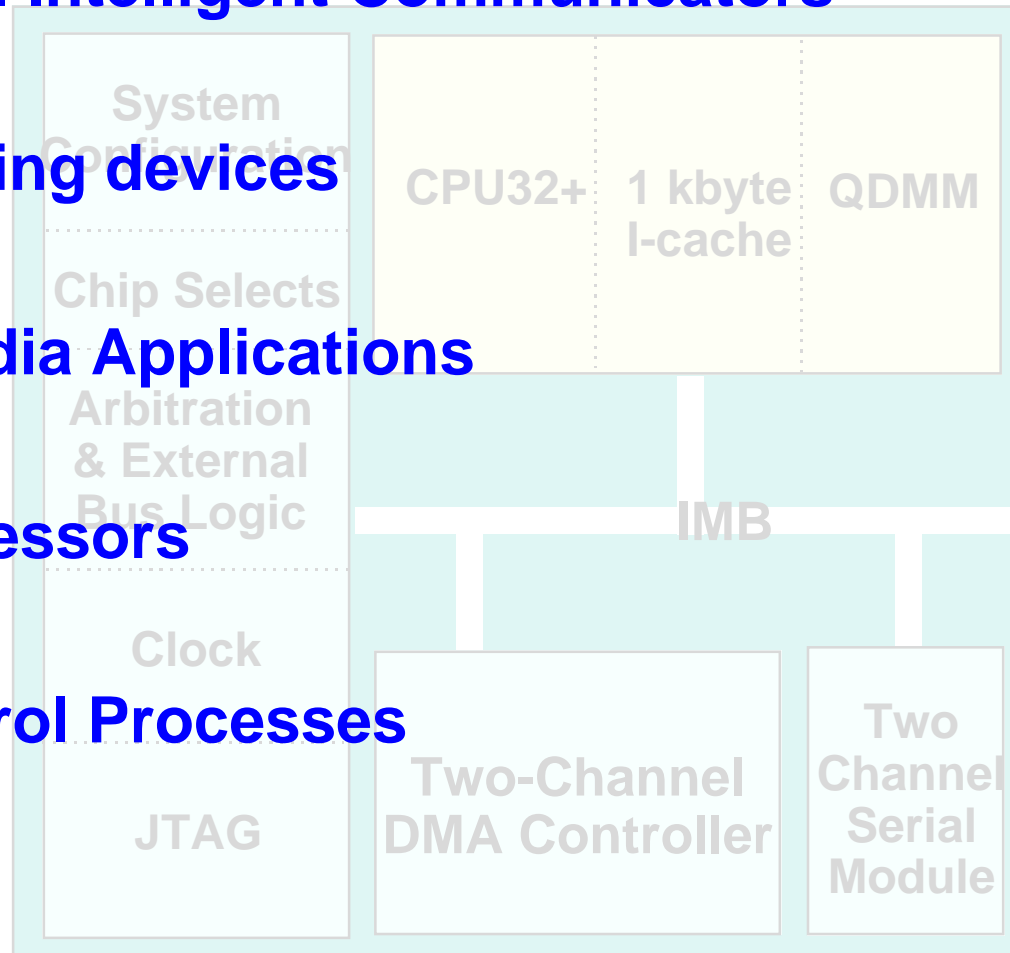 Intelligent Communicators
System
Configuration
ing devices
CPU32+
1 kbyte
I-cache
QDMM
Chip Selects
dia Applications
Arbitration
& External
Bus Logic
essors
IMB
Clock
rol Processes
JTAG
Two-Channel
DMA Controller
Two
Channel
Serial
Module